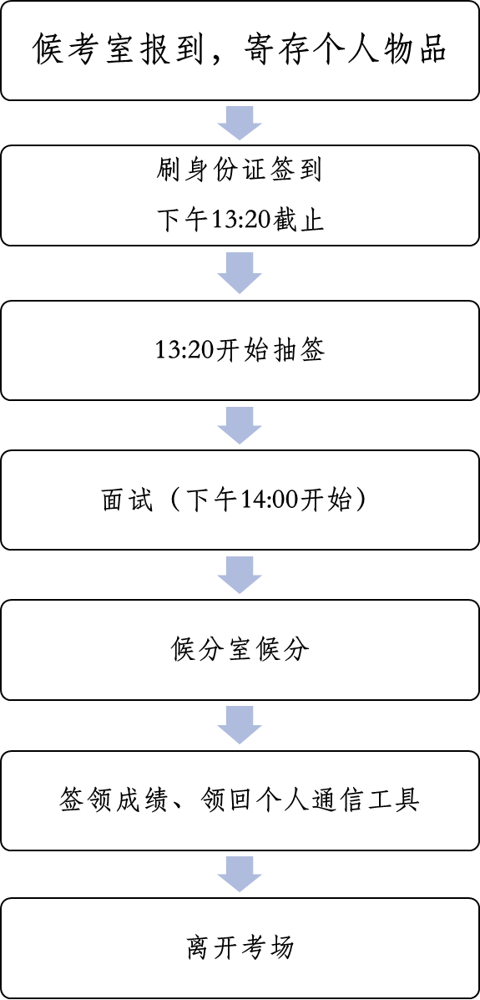 候考室报到，寄存个人物品
刷身份证签到
下午13:20截止
13:20开始抽签
面试（下午14:00开始）
候分室候分
签领成绩、领回个人通信工具
离开考场